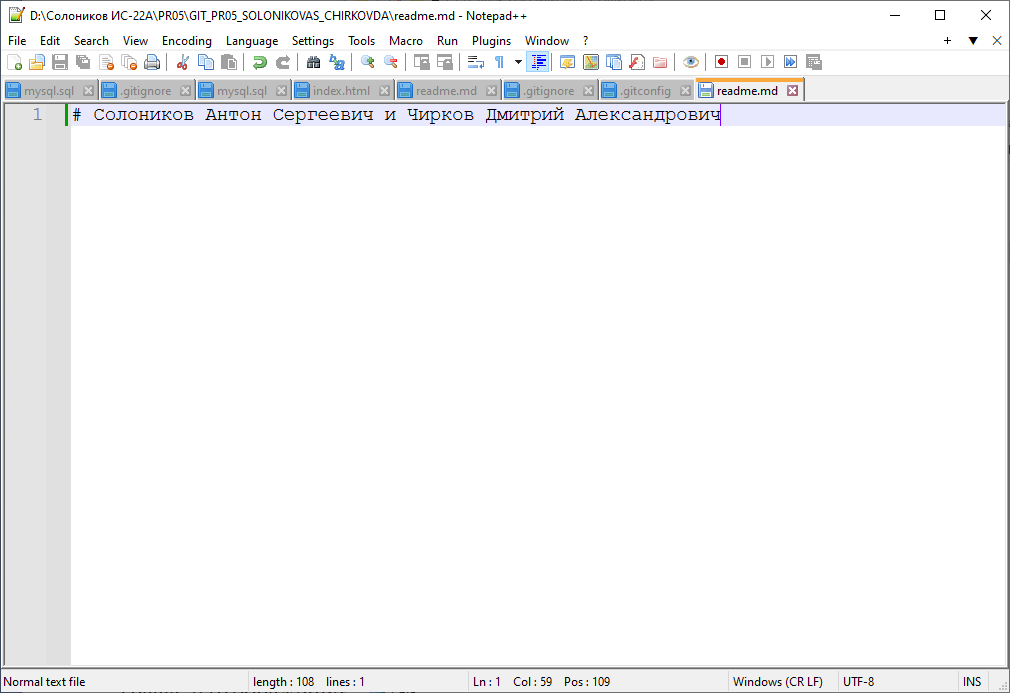 D:\Солоников ИС-22А\PR05\GIT_PR05_SOLONIKOVAS_CHIRKOVDA\readme.md - Notepad++
File Edit Search View Encoding Language Settings Tools Macro Run Plugins Window ?
mysql.sql .gitignore mysql.sql index.html readme.md .gitignore .gitconfig readme.md
1 # Солоников Антон Сергеевич и Чирков Дмитрий Александрович
Normal text file length : 108 lines : 1 Ln : 1 Col : 59 Pos : 109 Windows (CR LF) UTF-8 INS